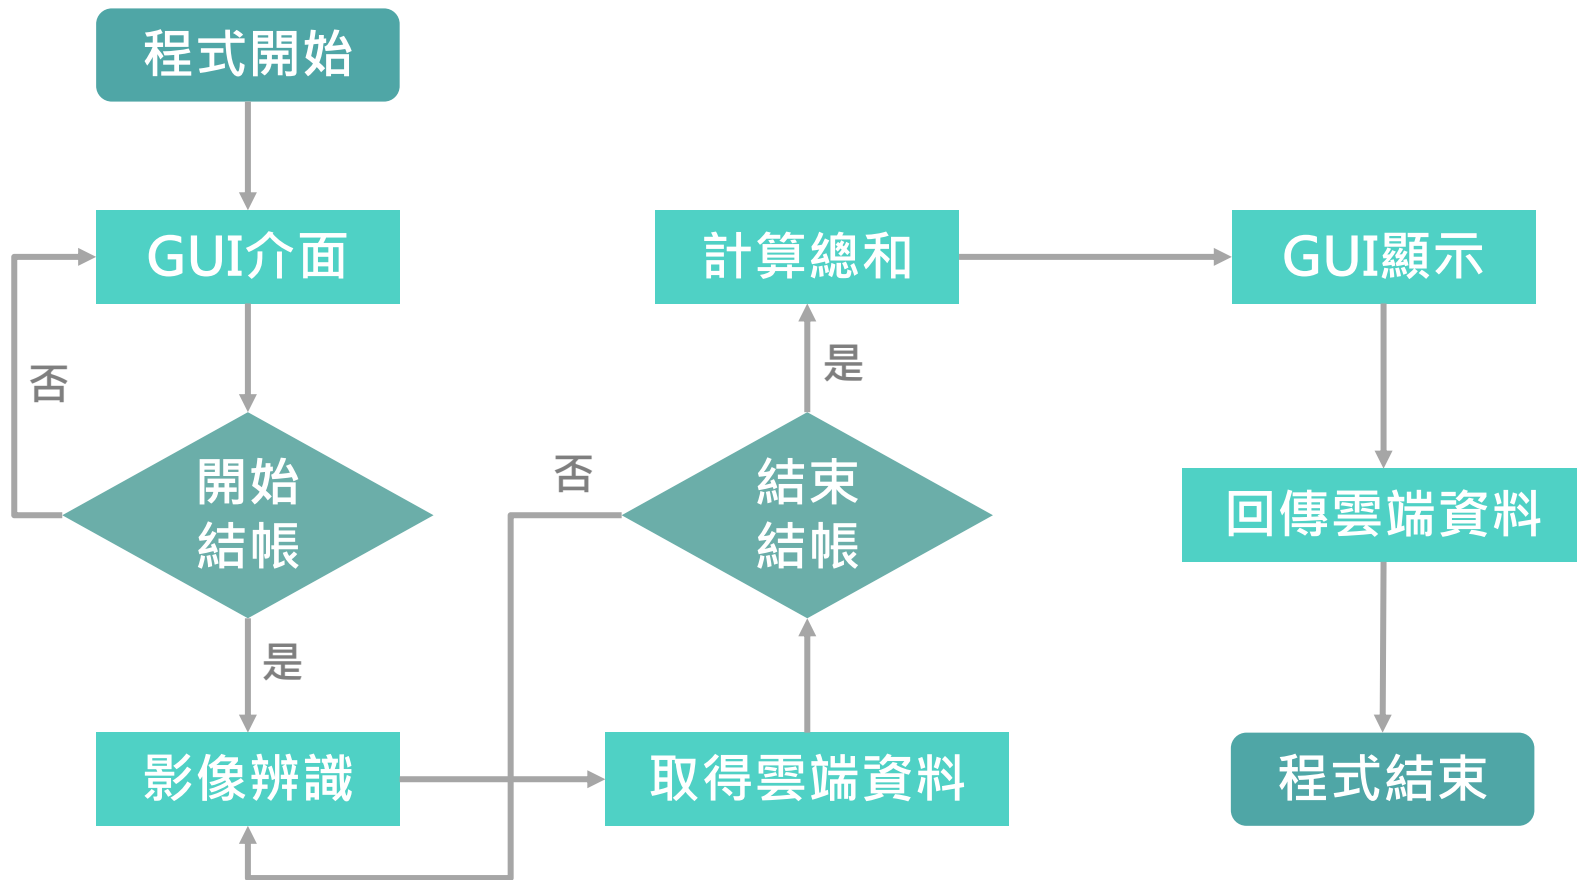 程式開始
GUI介面
否
開始
結帳
是
影像辨識
取得雲端資料
結束
結帳
否
是
計算總和
GUI顯示
回傳雲端資料
程式結束